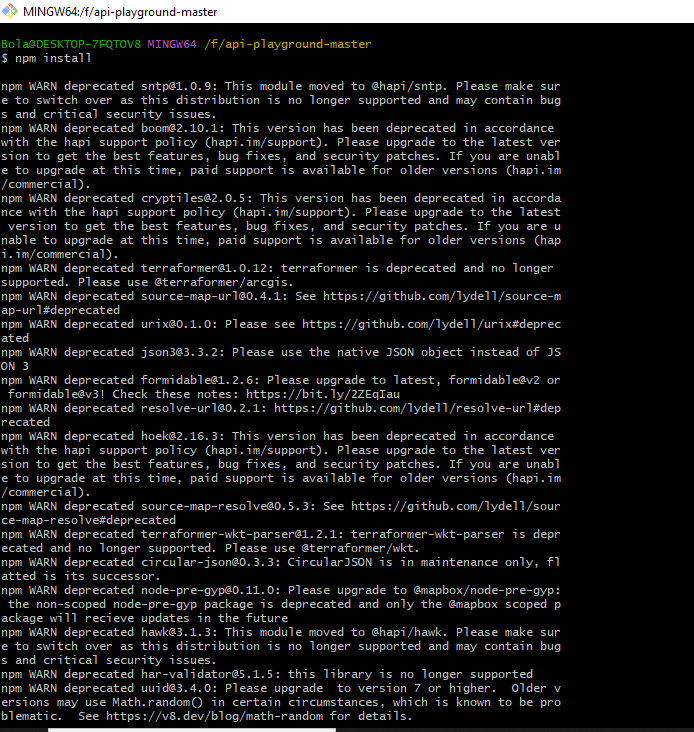 MINGW64:/f/api-playground-master
Bola@DESKTOP-7FQTOV8 MINGW64 /f/api-playground-master
$ npm install
npm WARN deprecated sntp@1.0.9: This module moved to @hapi/sntp. Please make sur
e to switch over as this distribution is no longer supported and may contain bug
s and critical security issues.
npm WARN deprecated boom@2.10.1: This version has been deprecated in accordance
with the hapi support policy (hapi.im/support). Please upgrade to the latest ver
sion to get the best features, bug fixes, and security patches. If you are unabl
e to upgrade at this time, paid support is available for older versions (hapi.im
/commercial).
npm WARN deprecated cryptiles@2.0.5: This version has been deprecated in accorda
nce with the hapi support policy (hapi.im/support). Please upgrade to the latest
 version to get the best features, bug fixes, and security patches. If you are u
nable to upgrade at this time, paid support is available for older versions (hap
i.im/commercial).
npm WARN deprecated terraformer@1.0.12: terraformer is deprecated and no longer
supported. Please use @terraformer/arcgis.
npm WARN deprecated source-map-url@0.4.1: See https://github.com/lydell/source-m
ap-url#deprecated
npm WARN deprecated urix@0.1.0: Please see https://github.com/lydell/urix#deprec
ated
npm WARN deprecated json3@3.3.2: Please use the native JSON object instead of JS
ON 3
npm WARN deprecated formidable@1.2.6: Please upgrade to latest, formidable@v2 or
 formidable@v3! Check these notes: https://bit.ly/2ZEqIau
npm WARN deprecated resolve-url@0.2.1: https://github.com/lydell/resolve-url#dep
recated
npm WARN deprecated hoek@2.16.3: This version has been deprecated in accordance
with the hapi support policy (hapi.im/support). Please upgrade to the latest ver
sion to get the best features, bug fixes, and security patches. If you are unabl
e to upgrade at this time, paid support is available for older versions (hapi.im
/commercial).
npm WARN deprecated source-map-resolve@0.5.3: See https://github.com/lydell/sour
ce-map-resolve#deprecated
npm WARN deprecated terraformer-wkt-parser@1.2.1: terraformer-wkt-parser is depr
ecated and no longer supported. Please use @terraformer/wkt.
npm WARN deprecated circular-json@0.3.3: CircularJSON is in maintenance only, fl
atted is its successor.
npm WARN deprecated node-pre-gyp@0.11.0: Please upgrade to @mapbox/node-pre-gyp:
 the non-scoped node-pre-gyp package is deprecated and only the @mapbox scoped p
ackage will recieve updates in the future
npm WARN deprecated hawk@3.1.3: This module moved to @hapi/hawk. Please make sur
e to switch over as this distribution is no longer supported and may contain bug
s and critical security issues.
npm WARN deprecated har-validator@5.1.5: this library is no longer supported
npm WARN deprecated uuid@3.4.0: Please upgrade  to version 7 or higher.  Older v
ersions may use Math.random() in certain circumstances, which is known to be pro
blematic.  See https://v8.dev/blog/math-random for details.